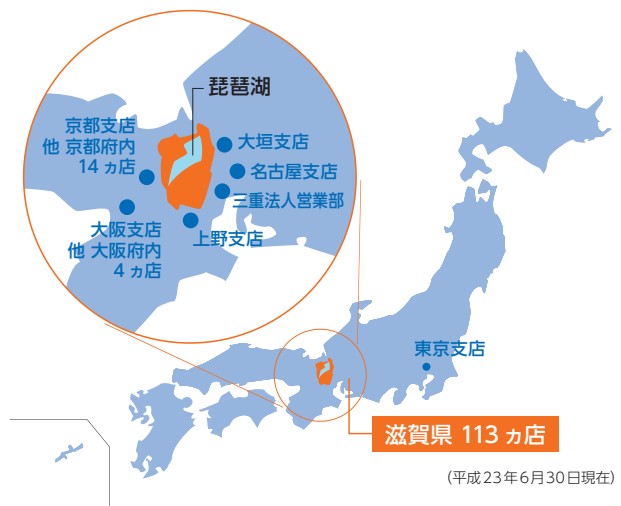 琵琶湖
京都支店
他 京都府内
14 ヵ店
大垣支店
名古屋支店
三重法人営業部
上野支店
大阪支店
他 大阪府内
4 ヵ店
東京支店
滋賀県 113 ヵ店
(平成23年6月30日現在)